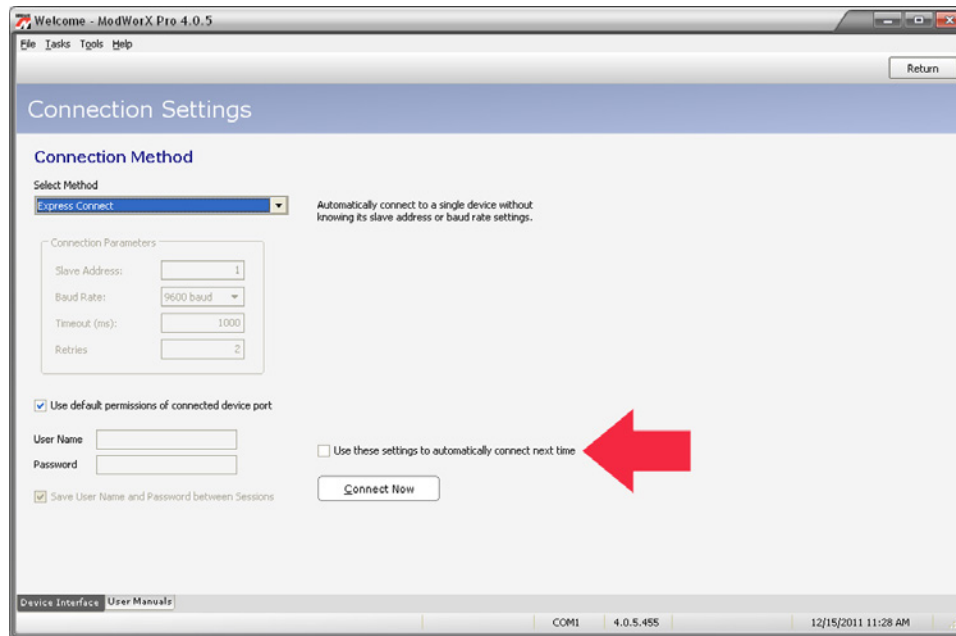 Welcome - ModWorX Pro 4.0.5
File Tasks Tools Help
Return
Connection Settings
Connection Method
Select Method
Express Connect
Automatically connect to a single device without
knowing its slave address or baud rate settings.
Connection Parameters
Slave Address: 1
Baud Rate: 9600 baud
Timeout (ms): 1000
Retries 2
Use default permissions of connected device port
User Name
Password
Use these settings to automatically connect next time
Save User Name and Password between Sessions
Connect Now
Device Interface User Manuals
COM1 4.0.5.455 12/15/2011 11:28 AM